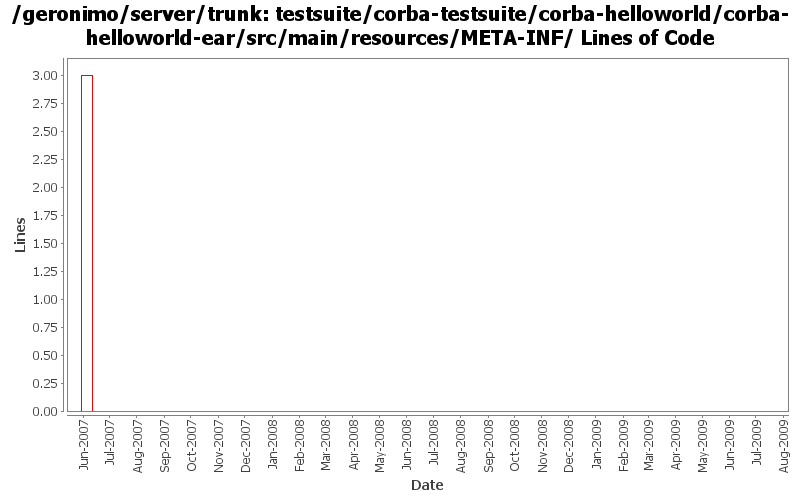 /geronimo/server/trunk: testsuite/corba-testsuite/corba-helloworld/corba-
helloworld-ear/src/main/resources/META-INF/ Lines of Code
3.00
2.75
2.50
2.25
2.00
1.75
1.50
1.25
1.00
0.75
0.50
0.25
0.00
Lines
Jun-2007
Jul-2007
Aug-2007
Sep-2007
Oct-2007
Nov-2007
Dec-2007
Jan-2008
Feb-2008
Mar-2008
Apr-2008
May-2008
Jun-2008
Jul-2008
Aug-2008
Sep-2008
Oct-2008
Nov-2008
Dec-2008
Jan-2009
Feb-2009
Mar-2009
Apr-2009
May-2009
Jun-2009
Jul-2009
Aug-2009
Date